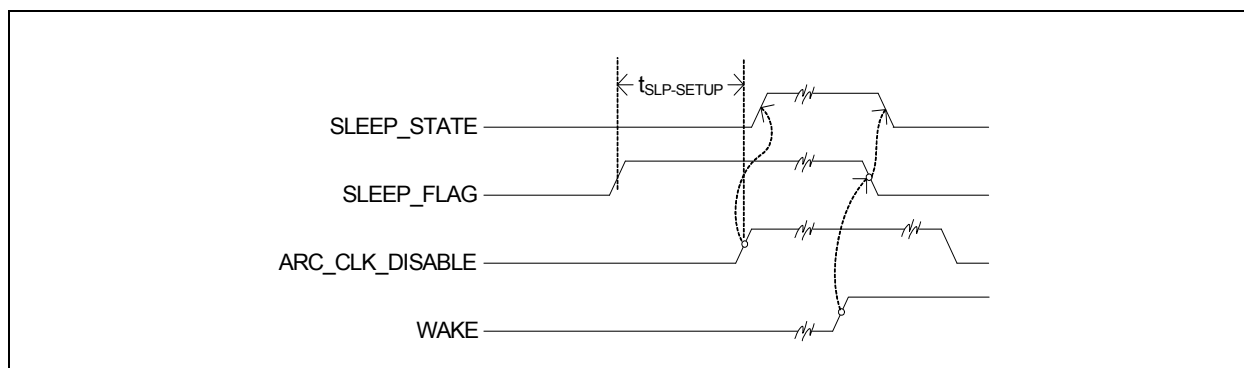 tSLP-SETUP
SLEEP_STATE
SLEEP_FLAG
ARC_CLK_DISABLE
WAKE